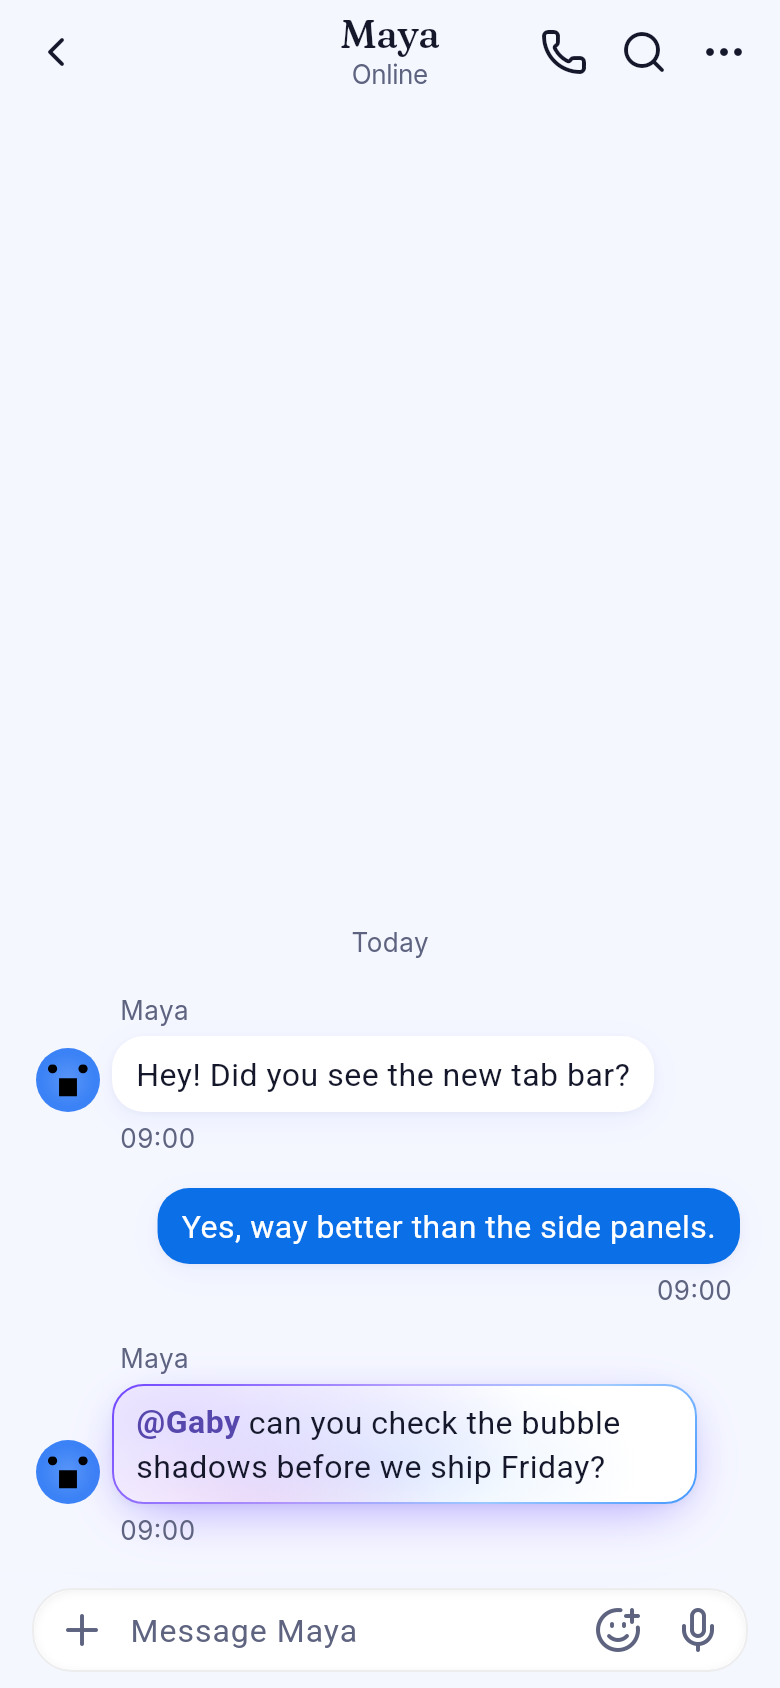 Maya
Online
Today
Maya
Hey! Did you see the new tab bar?
09:00
Yes, way better than the side panels.
09:00
Maya
@Gaby can you check the bubble
shadows before we ship Friday?
09:00
Message Maya